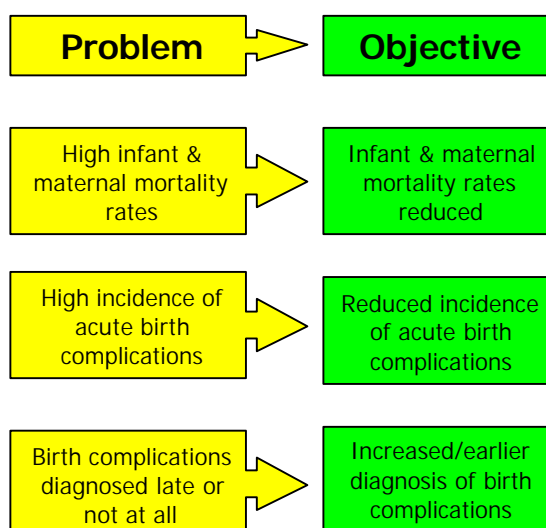 Problem
Objective
High infant &
maternal mortality
rates
Infant & maternal
mortality rates
reduced
High incidence of
acute birth
complications
Reduced incidence
of acute birth
complications
Birth complications
diagnosed late or
not at all
Increased/earlier
diagnosis of birth
complications